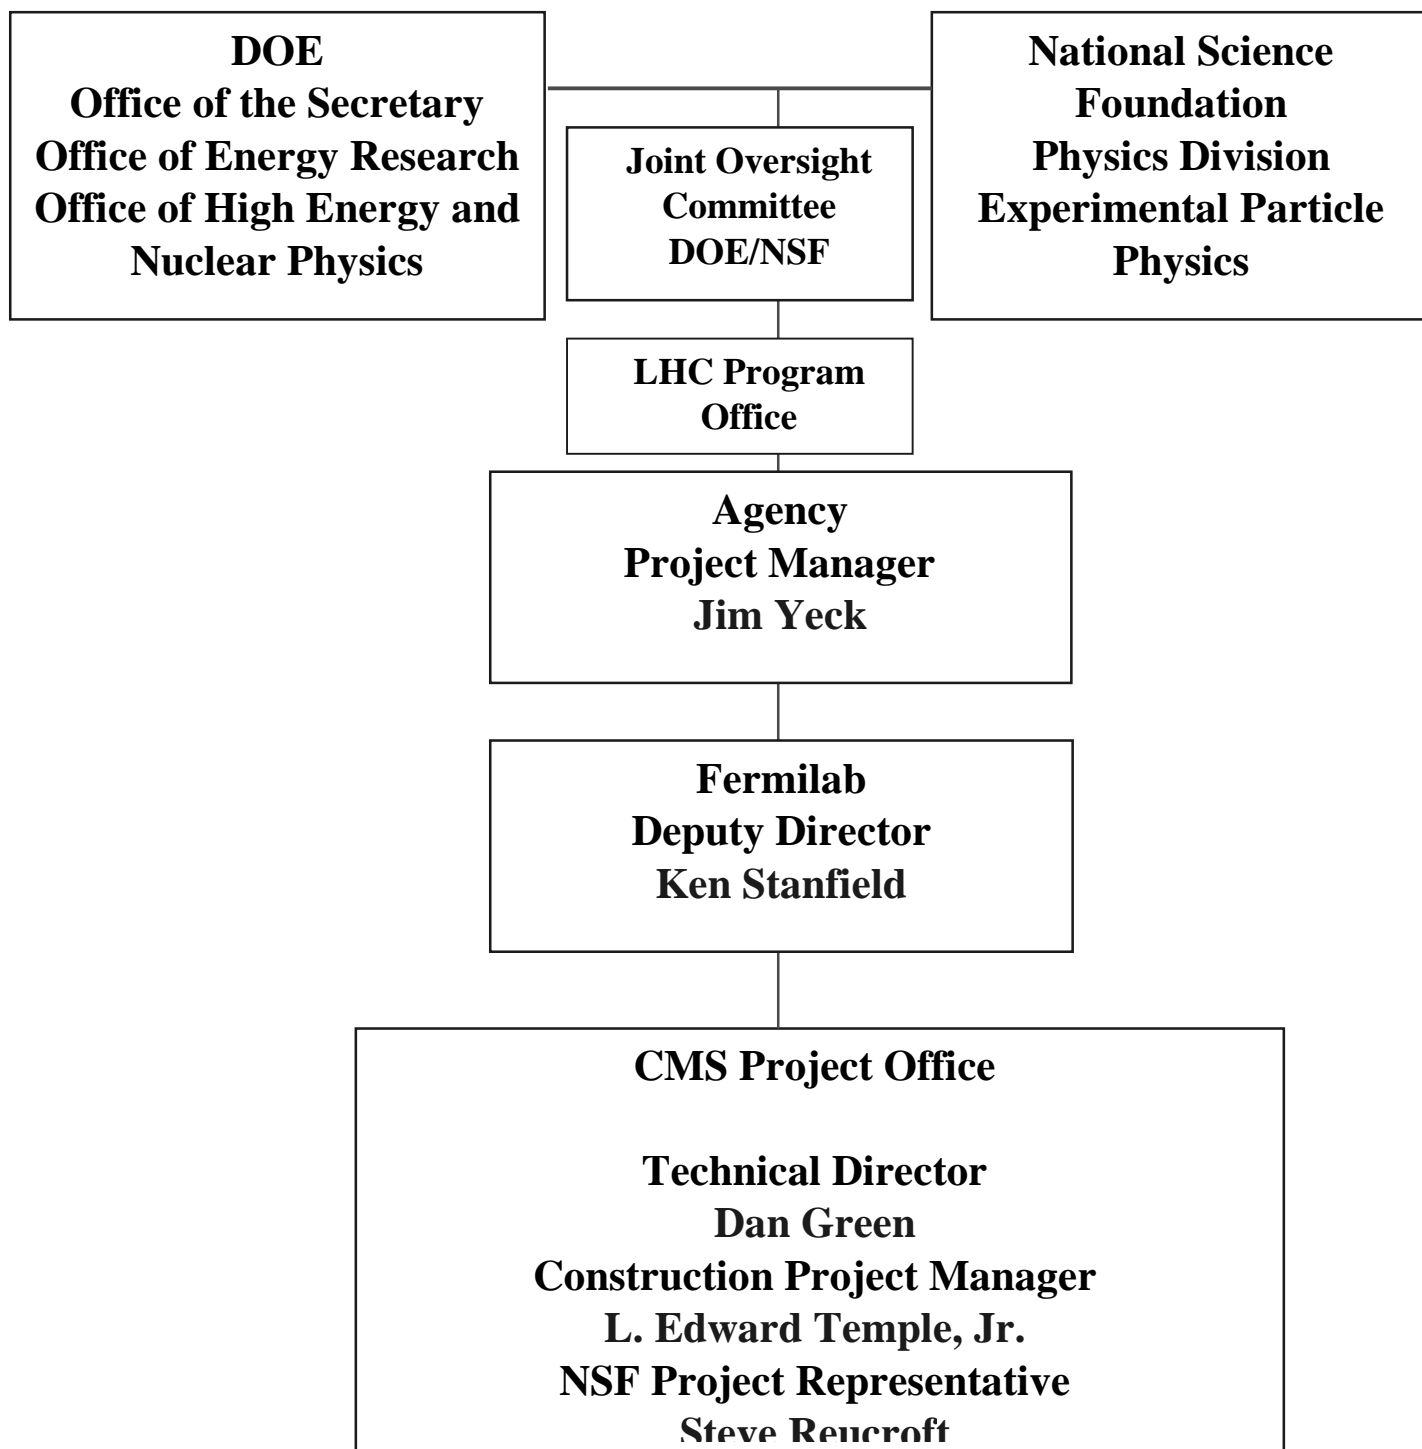 DOE
Office of the Secretary
Office of Energy Research
Office of High Energy and
Nuclear Physics
Joint Oversight
Committee
DOE/NSF
National Science
Foundation
Physics Division
Experimental Particle
Physics
LHC Program
Office
Agency
Project Manager
Jim Yeck
Fermilab
Deputy Director
Ken Stanfield
CMS Project Office
Technical Director
Dan Green
Construction Project Manager
L. Edward Temple, Jr.
NSF Project Representative
Steve Reucroft